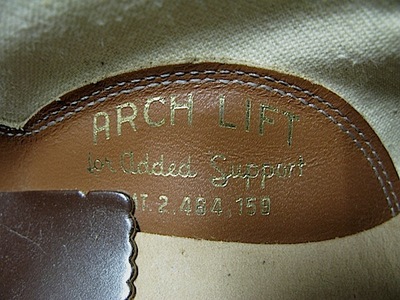 ARCH LIFT
for Added Support
AT. 2,484,159